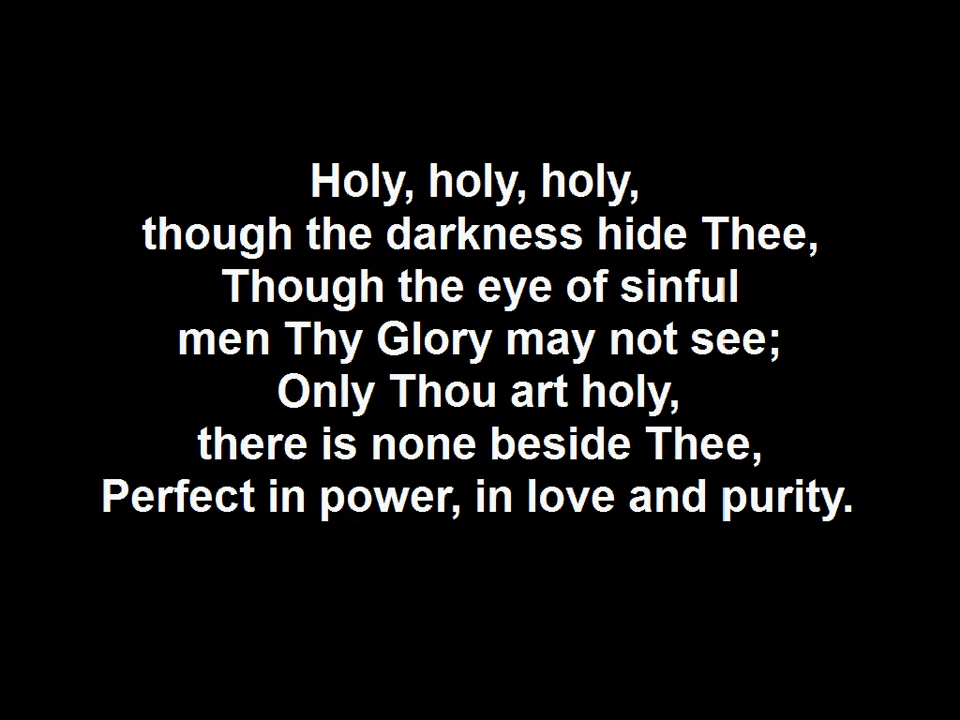 Holy, holy, holy,
though the darkness hide Thee,
Though the eye of sinful
men Thy Glory may not see;
Only Thou art holy,
there is none beside Thee,
Perfect in power, in love and purity.